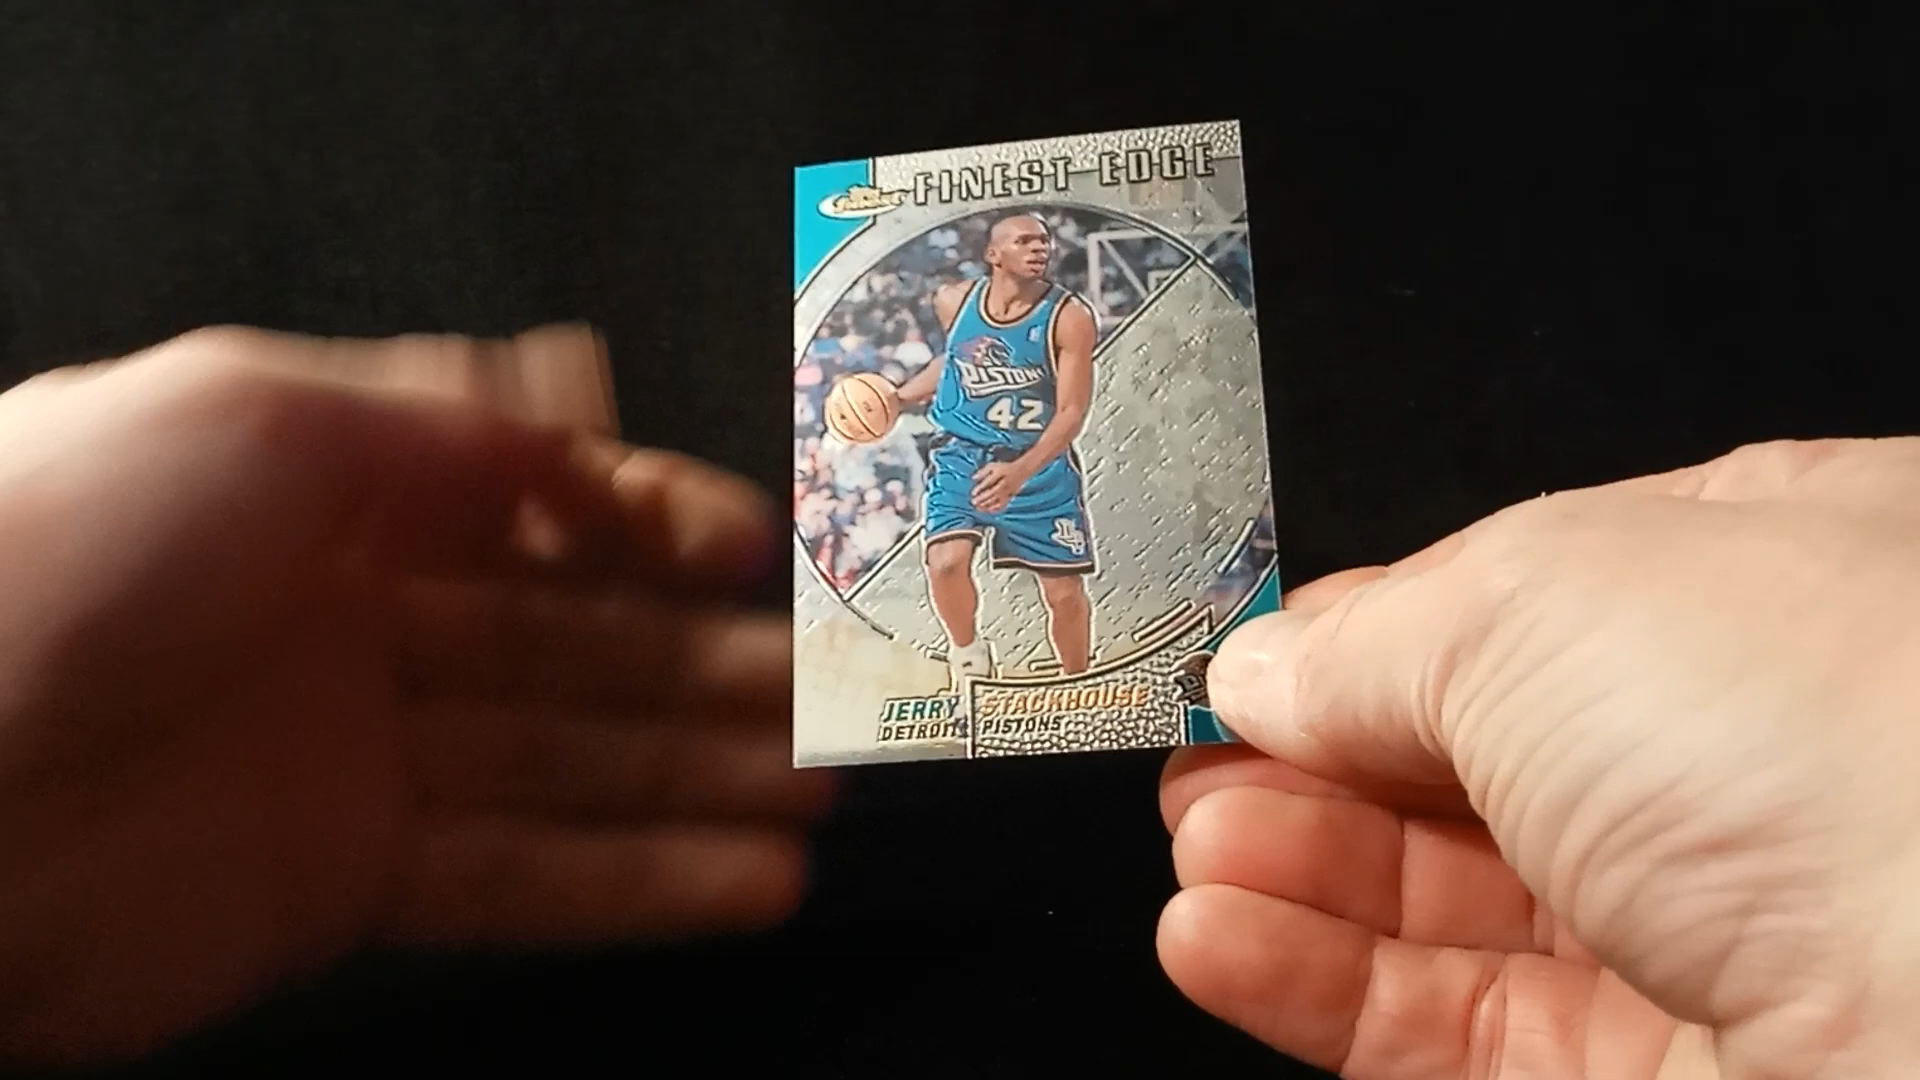 FINEST EDGE
PISTONS
42
JERRY STACKHOUSE
DETROIT PISTONS